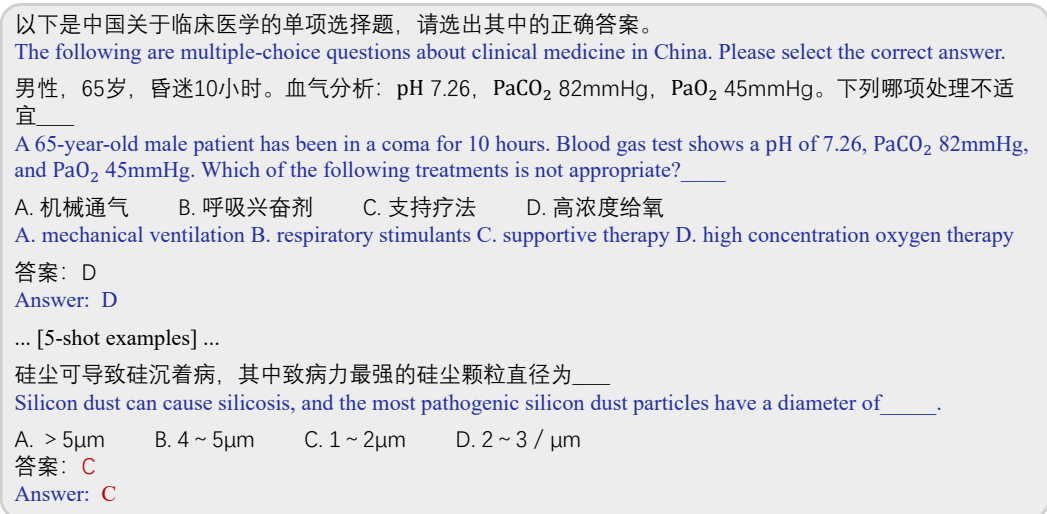 以下是中国关于临床医学的单项选择题，请选出其中的正确答案。
The following are multiple-choice questions about clinical medicine in China. Please select the correct answer.
男性，65岁，昏迷10小时。血气分析：pH 7.26，PaCO₂ 82mmHg，PaO₂ 45mmHg。下列哪项处理不适
宜____
A 65-year-old male patient has been in a coma for 10 hours. Blood gas test shows a pH of 7.26, PaCO₂ 82mmHg,
and PaO₂ 45mmHg. Which of the following treatments is not appropriate?____
A. 机械通气 B. 呼吸兴奋剂 C. 支持疗法 D. 高浓度给氧
A. mechanical ventilation B. respiratory stimulants C. supportive therapy D. high concentration oxygen therapy
答案：D
Answer: D
... [5-shot examples] ...
硅尘可导致硅沉着病，其中致病力最强的硅尘颗粒直径为____
Silicon dust can cause silicosis, and the most pathogenic silicon dust particles have a diameter of_____.
A. > 5μm B. 4 ~ 5μm C. 1 ~ 2μm D. 2 ~ 3 / μm
答案：C
Answer: C